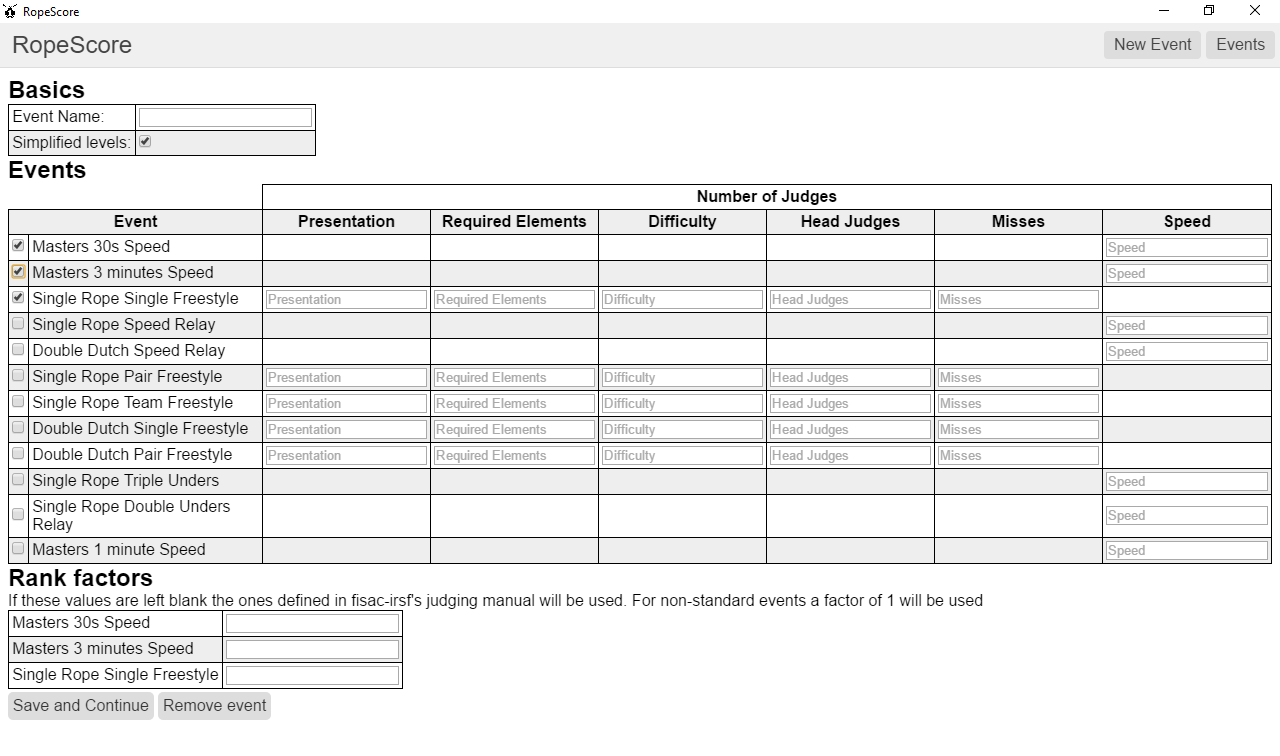 RopeScore
RopeScore New Event Events
Basics
Event Name:
Simplified levels:
Events
Number of Judges
Event Presentation Required Elements Difficulty Head Judges Misses Speed
Masters 30s Speed Speed
Masters 3 minutes Speed Speed
Single Rope Single Freestyle Presentation Required Elements Difficulty Head Judges Misses
Single Rope Speed Relay Speed
Double Dutch Speed Relay Speed
Single Rope Pair Freestyle Presentation Required Elements Difficulty Head Judges Misses
Single Rope Team Freestyle Presentation Required Elements Difficulty Head Judges Misses
Double Dutch Single Freestyle Presentation Required Elements Difficulty Head Judges Misses
Double Dutch Pair Freestyle Presentation Required Elements Difficulty Head Judges Misses
Single Rope Triple Unders Speed
Single Rope Double Unders
Relay Speed
Masters 1 minute Speed Speed
Rank factors
If these values are left blank the ones defined in fisac-irsf's judging manual will be used. For non-standard events a factor of 1 will be used
Masters 30s Speed
Masters 3 minutes Speed
Single Rope Single Freestyle
Save and Continue Remove event